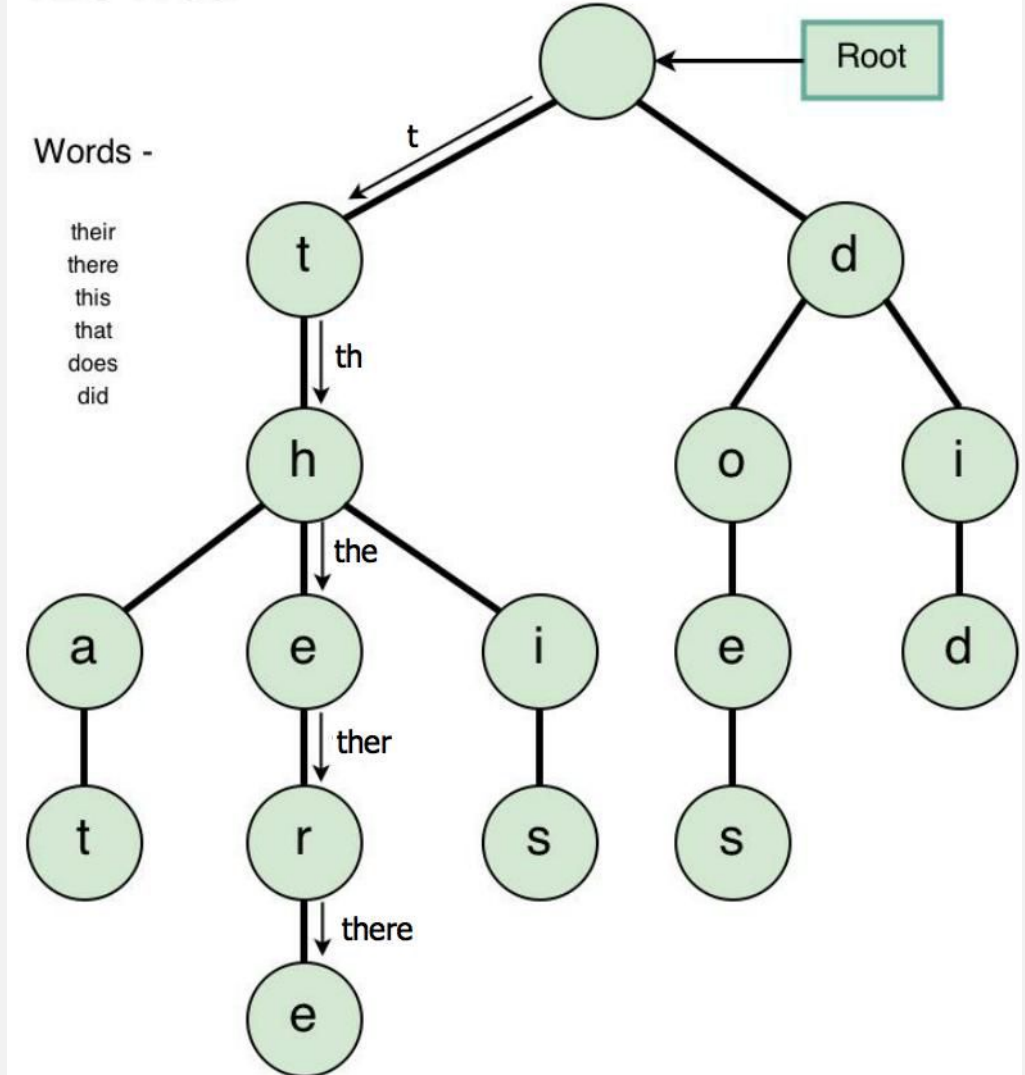 Root
t
Words -
their
there
this
that
does
did
t
d
th
h
o
i
the
a
e
i
e
d
ther
t
r
s
s
there
e